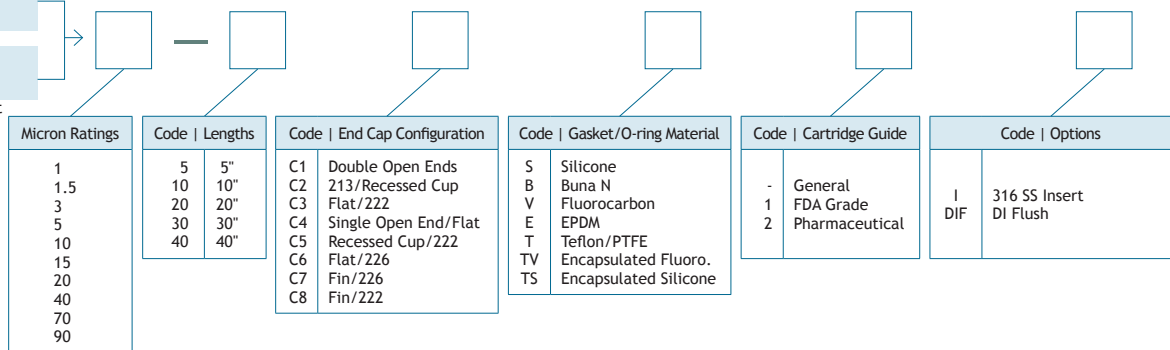 Micron Ratings
1
1.5
3
5
10
15
20
40
70
90
Code | Lengths
5 5"
10 10"
20 20"
30 30"
40 40"
Code | End Cap Configuration
C1 Double Open Ends
C2 213/Recessed Cup
C3 Flat/222
C4 Single Open End/Flat
C5 Recessed Cup/222
C6 Flat/226
C7 Fin/226
C8 Fin/222
Code | Gasket/O-ring Material
S Silicone
B Buna N
V Fluorocarbon
E EPDM
T Teflon/PTFE
TV Encapsulated Fluoro.
TS Encapsulated Silicone
Code | Cartridge Guide
- General
1 FDA Grade
2 Pharmaceutical
Code | Options
I 316 SS Insert
DIF DI Flush